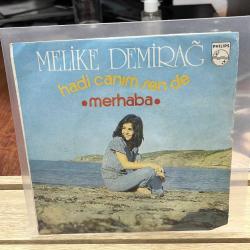 MELİKE DEMİRAĞ
hadi canım sen de
•merhaba•
PHILIPS